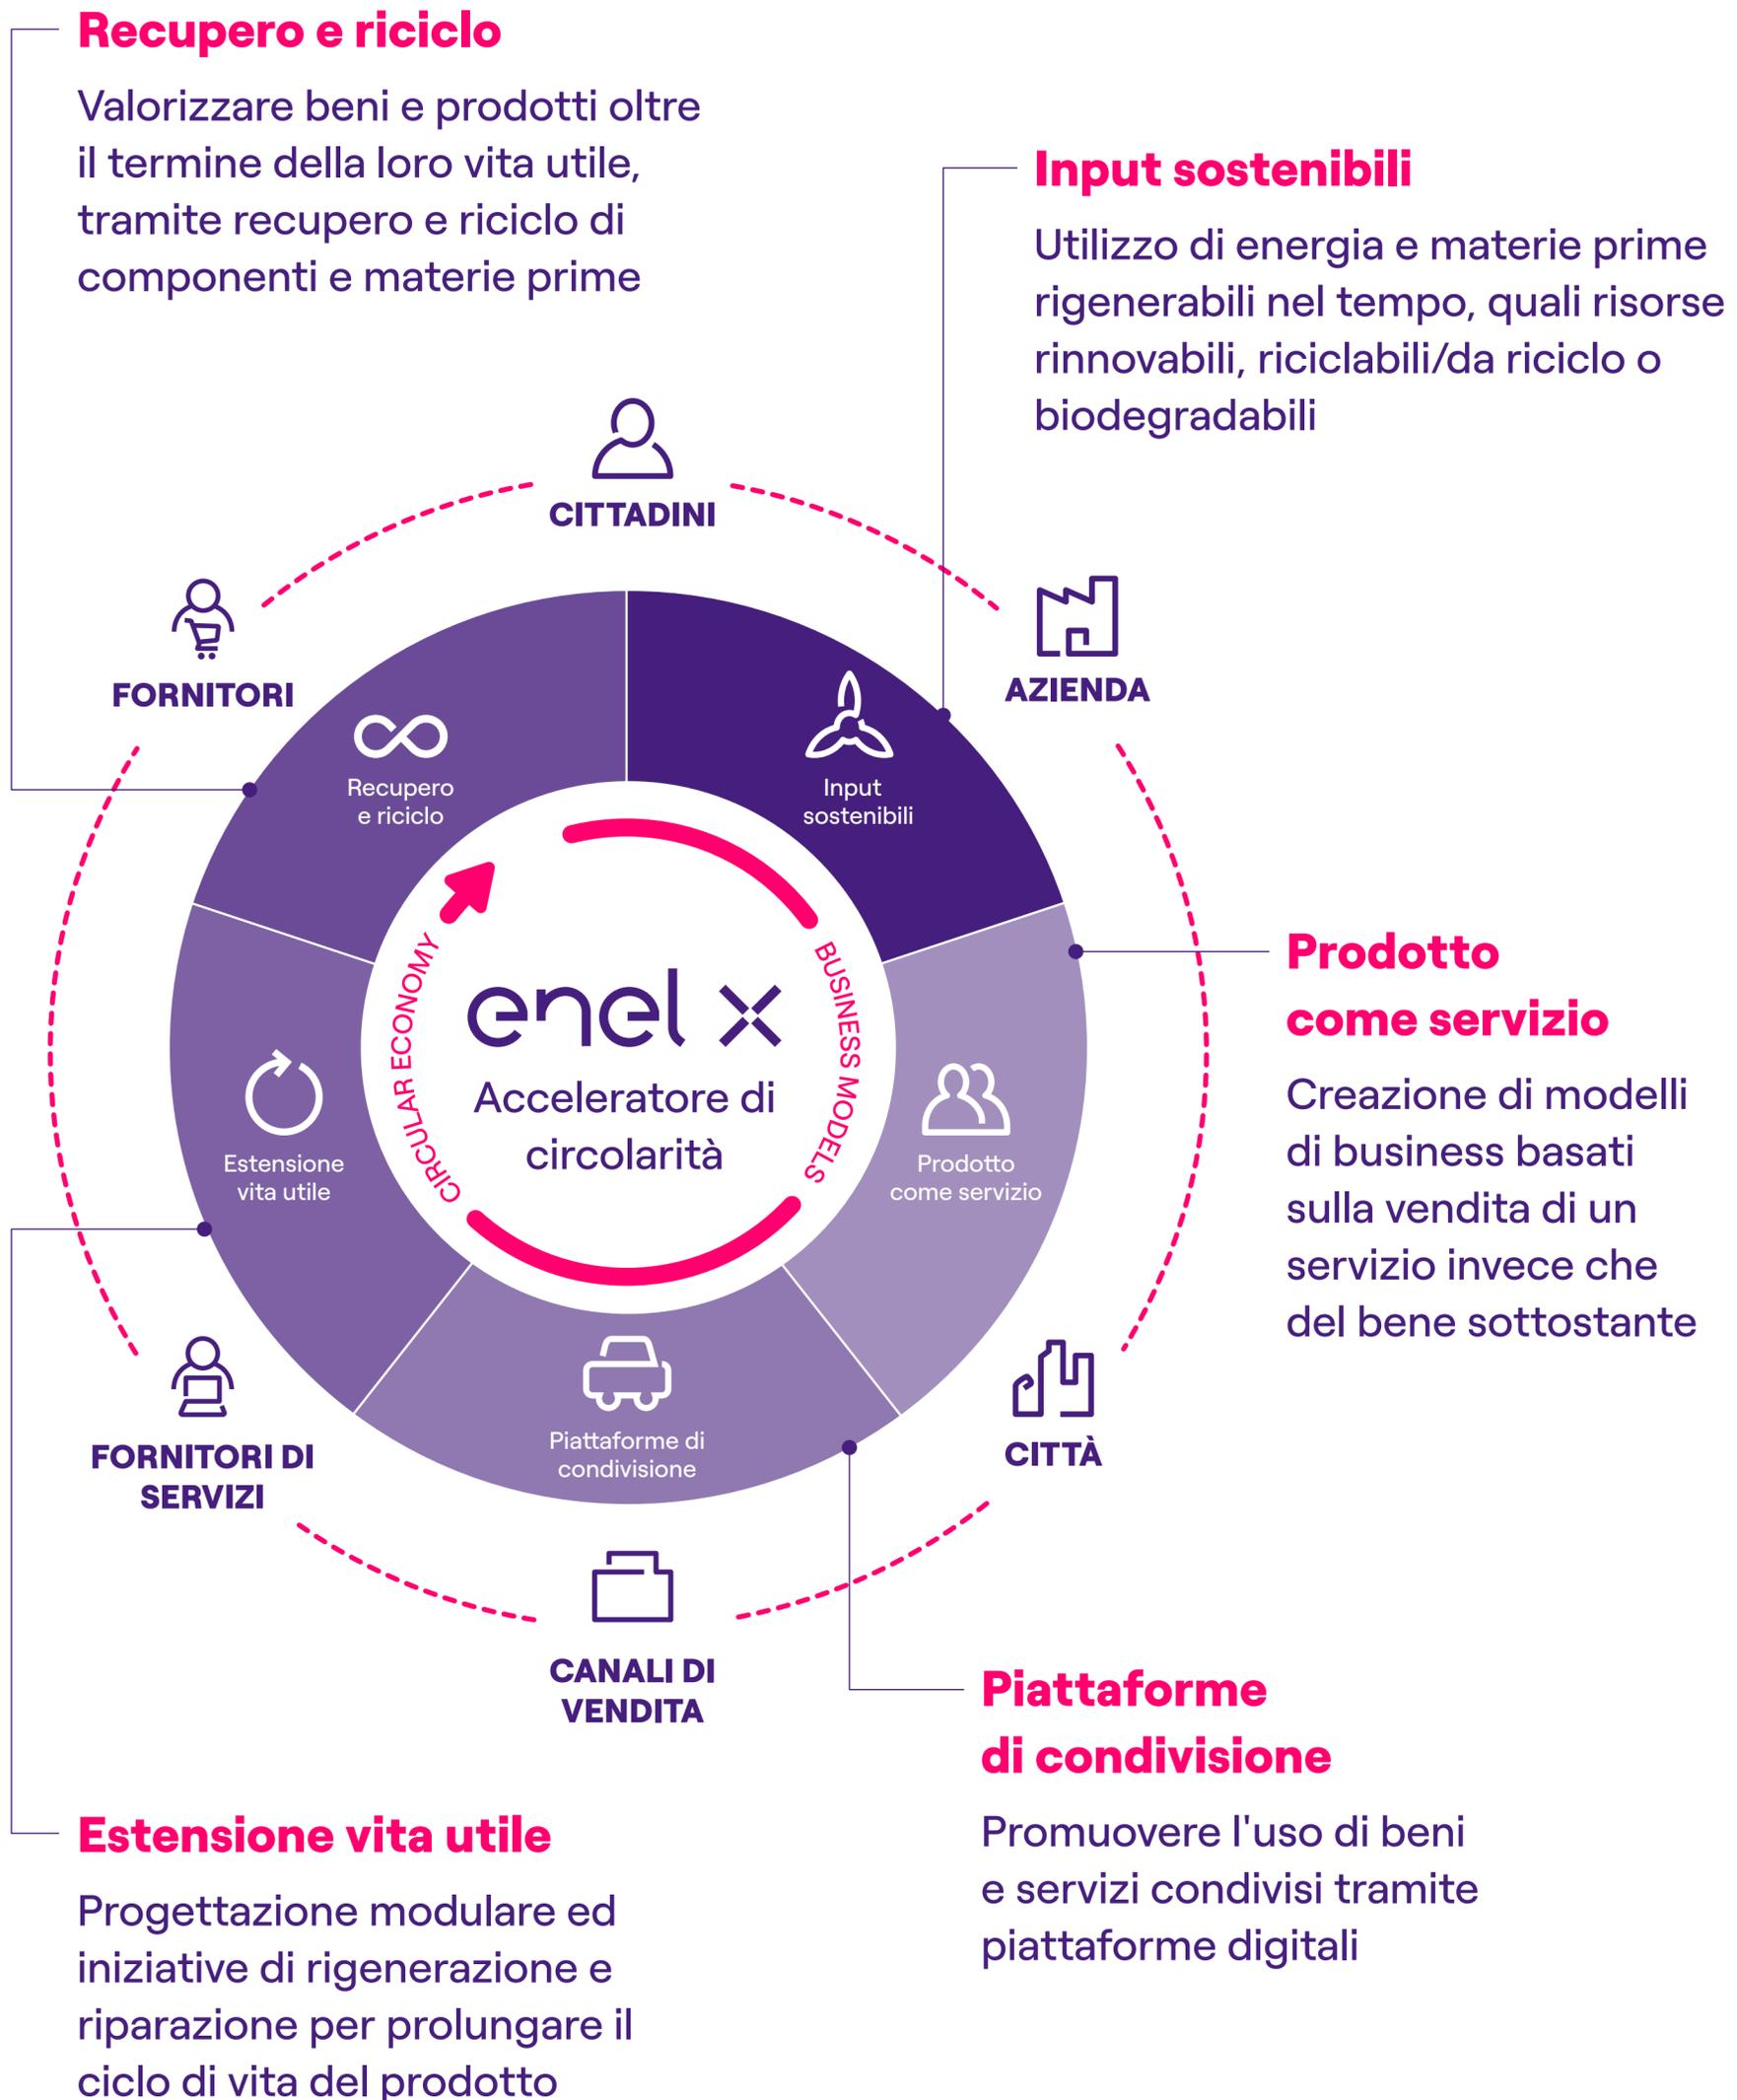 Recupero e riciclo
Valorizzare beni e prodotti oltre
il termine della loro vita utile,
tramite recupero e riciclo di
componenti e materie prime
Input sostenibili
Utilizzo di energia e materie prime
rigenerabili nel tempo, quali risorse
rinnovabili, riciclabili/da riciclo o
biodegradabili
CITTADINI
AZIENDA
FORNITORI
Recupero
e riciclo
Input
sostenibili
CIRCULAR ECONOMY
BUSINESS MODELS
enel x
Acceleratore di
circolarità
Prodotto
come servizio
Creazione di modelli
di business basati
sulla vendita di un
servizio invece che
del bene sottostante
Estensione
vita utile
Prodotto
come servizio
Piattaforme di
condivisione
CITTÀ
FORNITORI DI
SERVIZI
CANALI DI
VENDITA
Piattaforme
di condivisione
Promuovere l'uso di beni
e servizi condivisi tramite
piattaforme digitali
Estensione vita utile
Progettazione modulare ed
iniziative di rigenerazione e
riparazione per prolungare il
ciclo di vita del prodotto